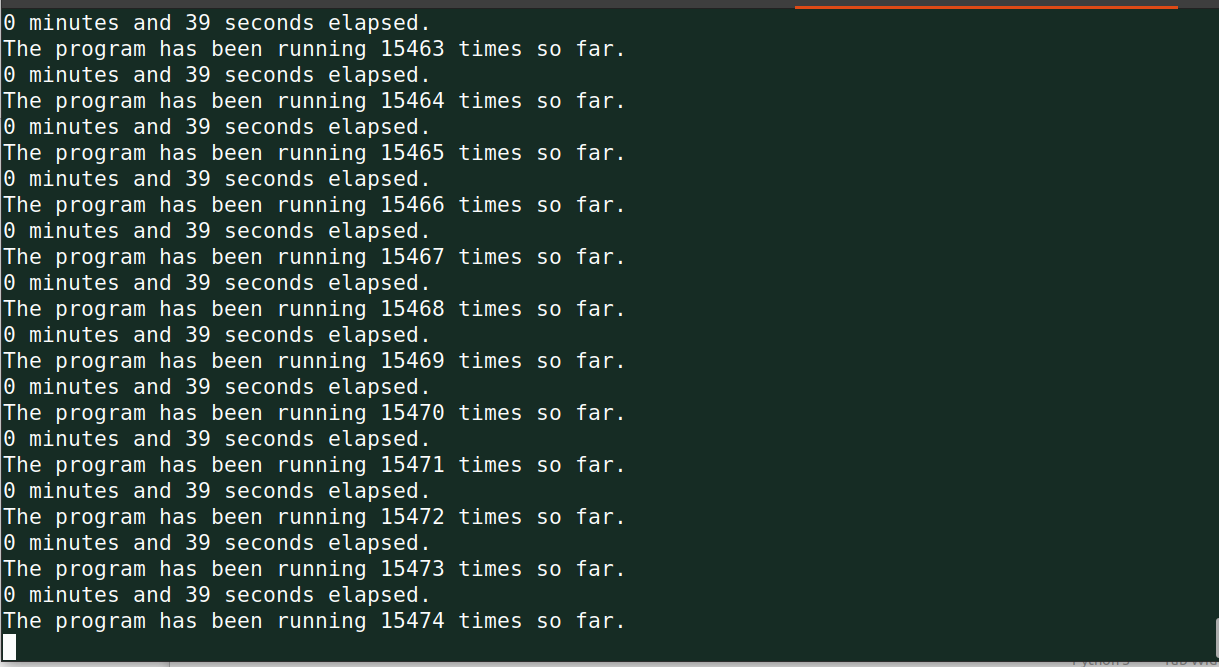 0 minutes and 39 seconds elapsed.
The program has been running 15463 times so far.
0 minutes and 39 seconds elapsed.
The program has been running 15464 times so far.
0 minutes and 39 seconds elapsed.
The program has been running 15465 times so far.
0 minutes and 39 seconds elapsed.
The program has been running 15466 times so far.
0 minutes and 39 seconds elapsed.
The program has been running 15467 times so far.
0 minutes and 39 seconds elapsed.
The program has been running 15468 times so far.
0 minutes and 39 seconds elapsed.
The program has been running 15469 times so far.
0 minutes and 39 seconds elapsed.
The program has been running 15470 times so far.
0 minutes and 39 seconds elapsed.
The program has been running 15471 times so far.
0 minutes and 39 seconds elapsed.
The program has been running 15472 times so far.
0 minutes and 39 seconds elapsed.
The program has been running 15473 times so far.
0 minutes and 39 seconds elapsed.
The program has been running 15474 times so far.